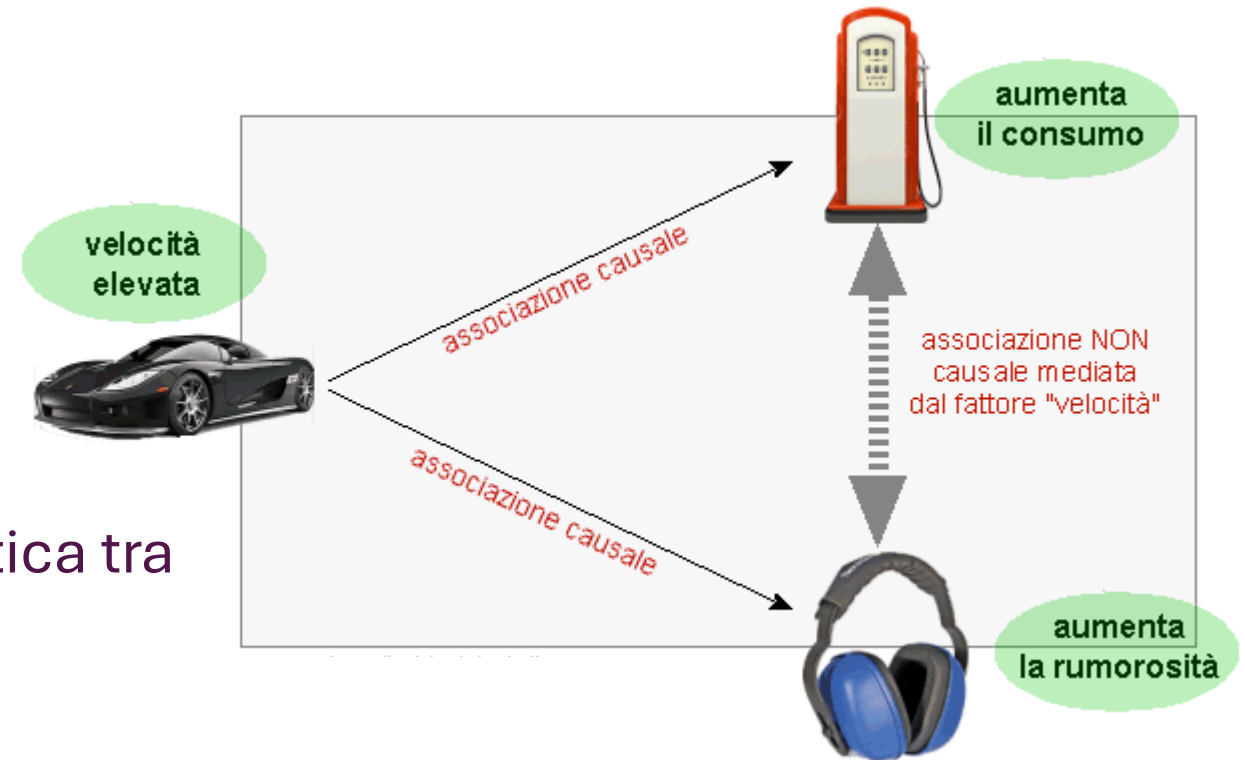 aumenta
il consumo
velocità
elevata
associazione causale
associazione NON
causale mediata
dal fattore "velocità"
associazione causale
tica tra
aumenta
la rumorosità